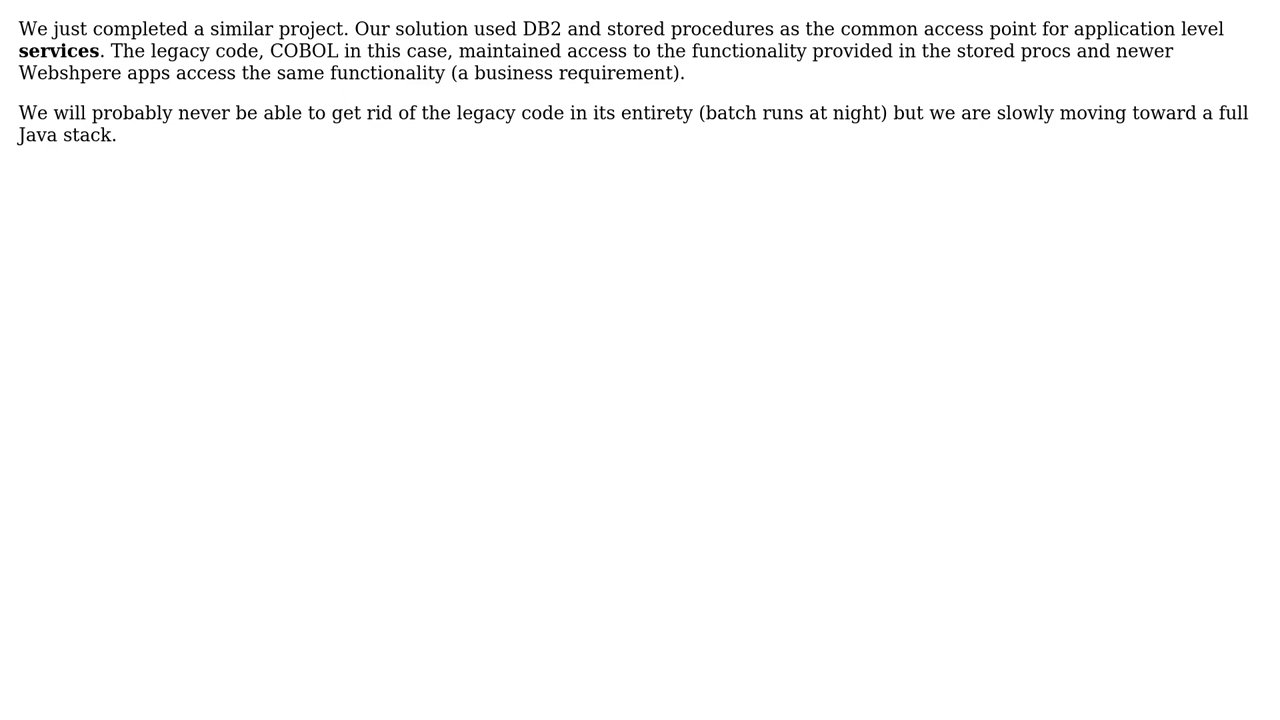 We just completed a similar project. Our solution used DB2 and stored procedures as the common access point for application level
services. The legacy code, COBOL in this case, maintained access to the functionality provided in the stored procs and newer
Webshpere apps access the same functionality (a business requirement).
We will probably never be able to get rid of the legacy code in its entirety (batch runs at night) but we are slowly moving toward a full
Java stack.